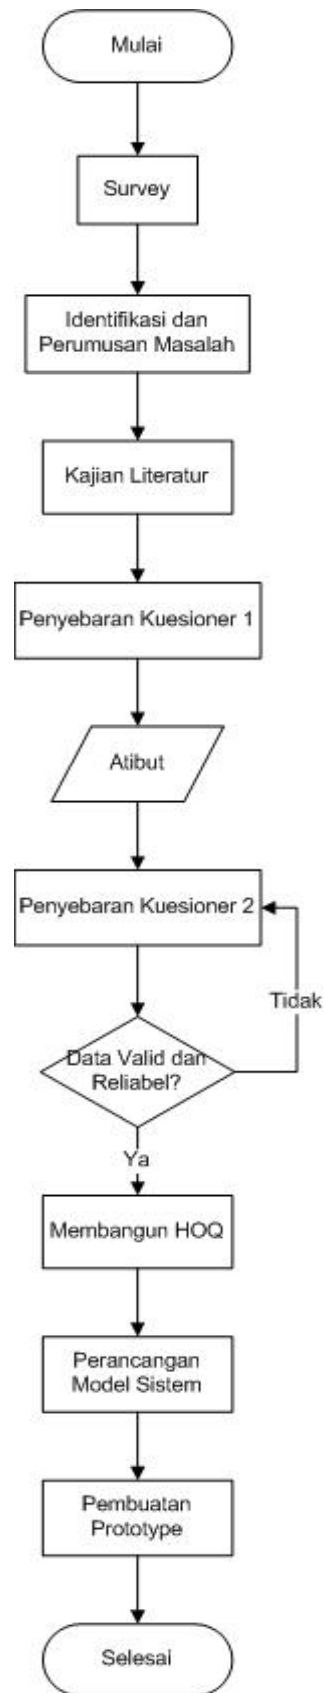 Mulai
Survey
Identifikasi dan
Perumusan Masalah
Kajian Literatur
Penyebaran Kuesioner 1
Atibut
Penyebaran Kuesioner 2
Tidak
Data Valid dan
Reliabel?
Ya
Membangun HOQ
Perancangan
Model Sistem
Pembuatan
Prototype
Selesai